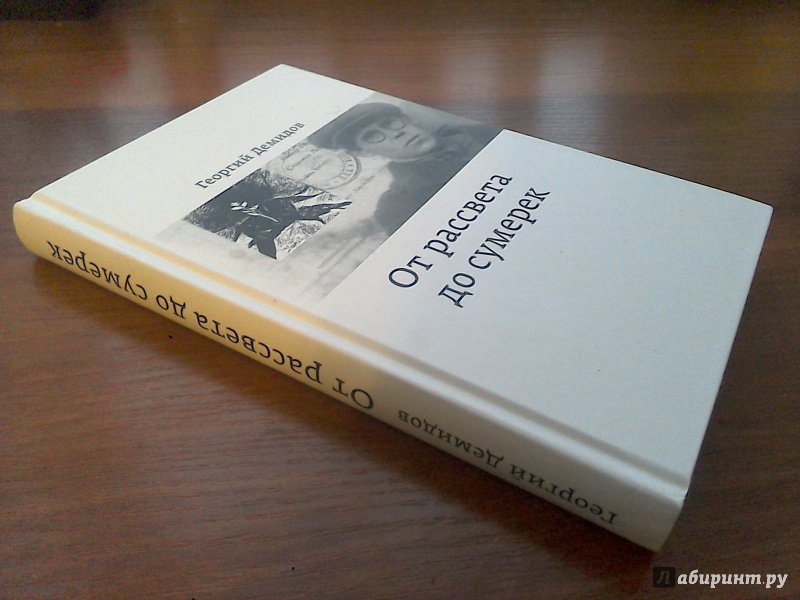 Георгий Демидов
От рассвета
до сумерек
Георгий Демидов От рассвета до сумерек
Лабиринт.ру